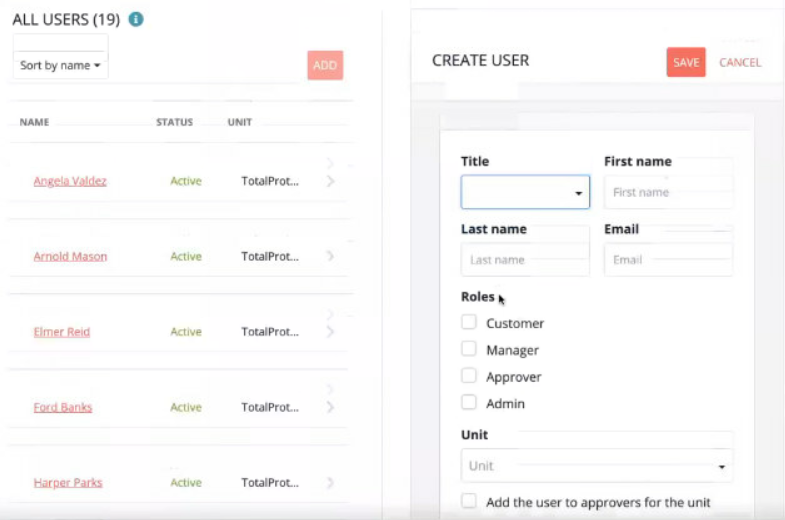 ALL USERS (19) i
Sort by name
ADD
NAME STATUS UNIT
Angela Valdez Active TotalProt...
Arnold Mason Active TotalProt...
Elmer Reid Active TotalProt...
Ford Banks Active TotalProt...
Harper Parks Active TotalProt...
CREATE USER SAVE CANCEL
Title First name
First name
Last name Email
Last name Email
Roles
Customer
Manager
Approver
Admin
Unit
Unit
Add the user to approvers for the unit